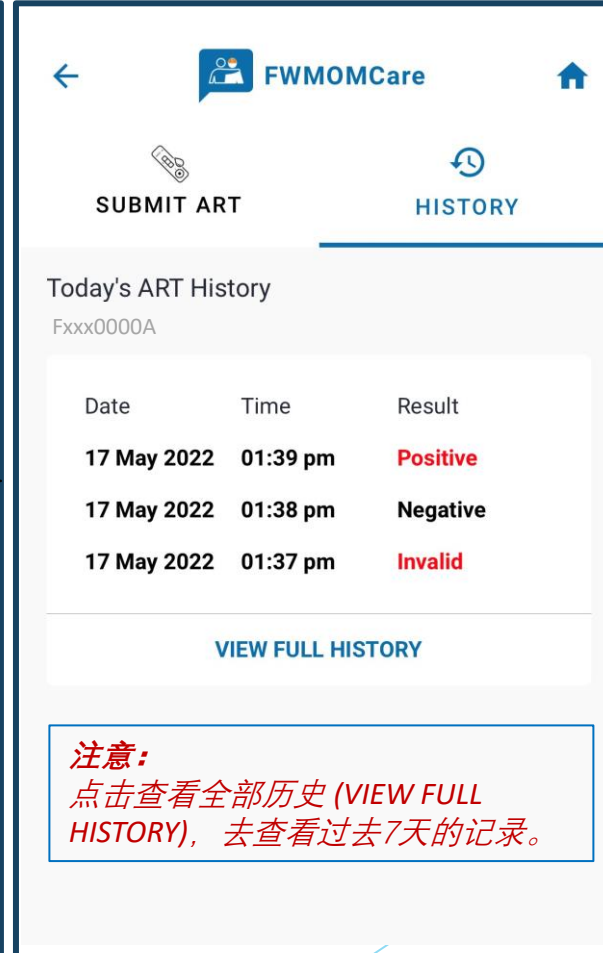 FWMOMCare
SUBMIT ART
HISTORY
Today's ART History
Fxxx0000A
Date Time Result
17 May 2022 01:39 pm Positive
17 May 2022 01:38 pm Negative
17 May 2022 01:37 pm Invalid
VIEW FULL HISTORY
注意：
点击查看全部历史 (VIEW FULL
HISTORY)，去查看过去7天的记录。